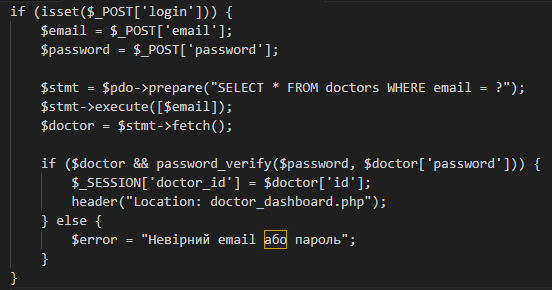 if (isset($_POST['login'])) {
    $email = $_POST['email'];
    $password = $_POST['password'];

    $stmt = $pdo->prepare("SELECT * FROM doctors WHERE email = ?");
    $stmt->execute([$email]);
    $doctor = $stmt->fetch();

    if ($doctor && password_verify($password, $doctor['password'])) {
        $_SESSION['doctor_id'] = $doctor['id'];
        header("Location: doctor_dashboard.php");
    } else {
        $error = "Невірний email або пароль";
    }
}